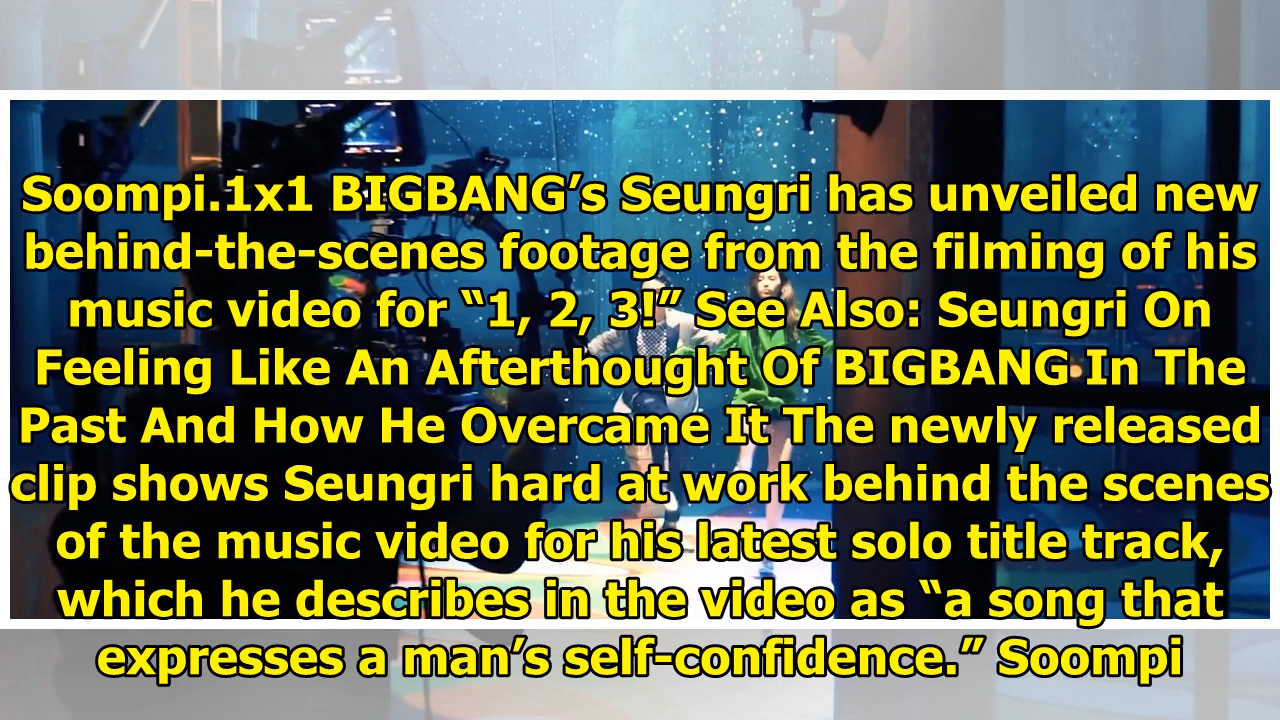 Soompi.1x1 BIGBANG’s Seungri has unveiled new
behind-the-scenes footage from the filming of his
music video for “1, 2, 3!” See Also: Seungri On
Feeling Like An Afterthought Of BIGBANG In The
Past And How He Overcame It The newly released
clip shows Seungri hard at work behind the scenes
of the music video for his latest solo title track,
which he describes in the video as “a song that
expresses a man’s self-confidence.” Soompi